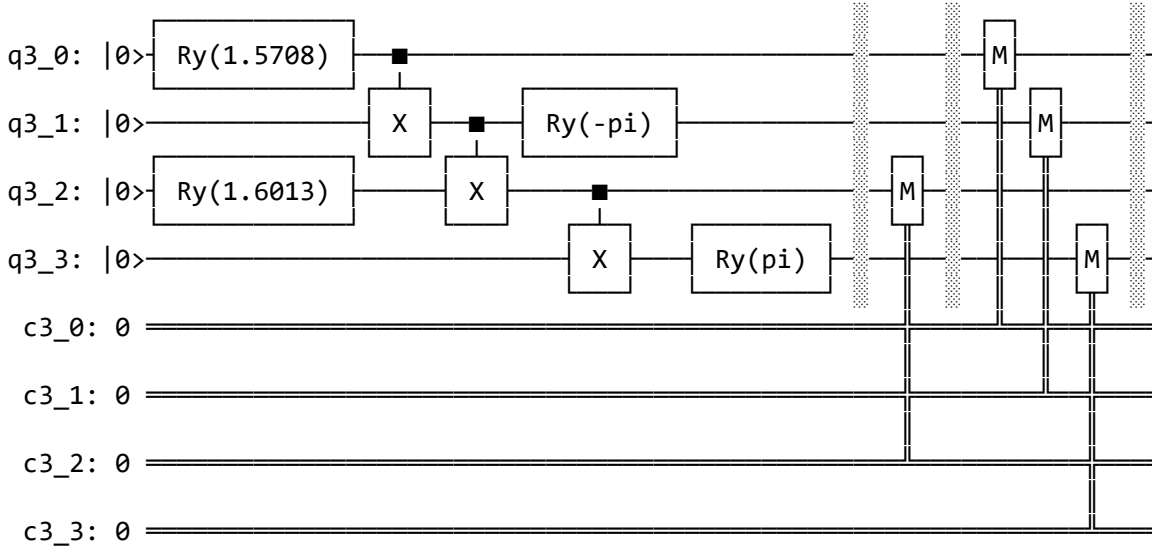 q3_0: |0> Ry(1.5708) M
q3_1: |0> X Ry(-pi) M
q3_2: |0> Ry(1.6013) X M
q3_3: |0> X Ry(pi) M
c3_0: 0
c3_1: 0
c3_2: 0
c3_3: 0